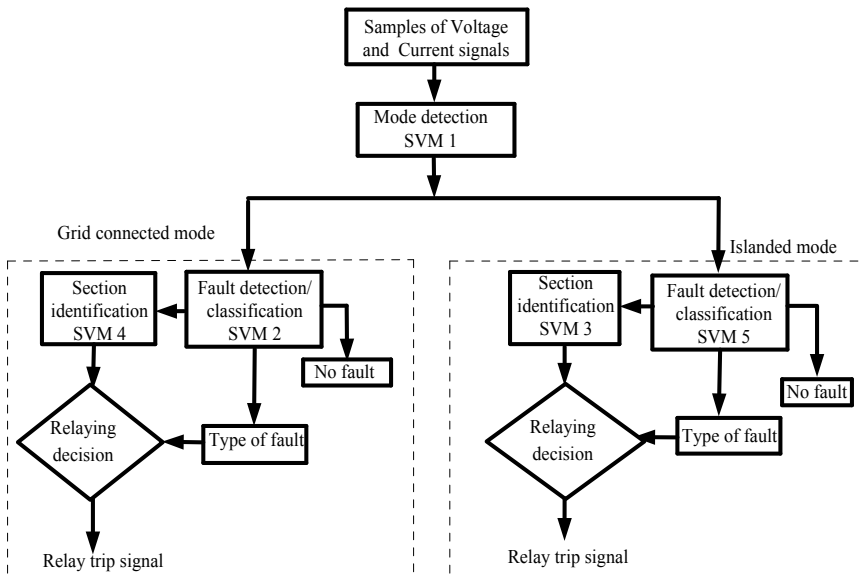 Samples of Voltage
and Current signals
Mode detection
SVM 1
Grid connected mode
Section
identification
SVM 4
Fault detection/
classification
SVM 2
No fault
Relaying
decision
Type of fault
Relay trip signal
Islanded mode
Section
identification
SVM 3
Fault detection/
classification
SVM 5
No fault
Relaying
decision
Type of fault
Relay trip signal